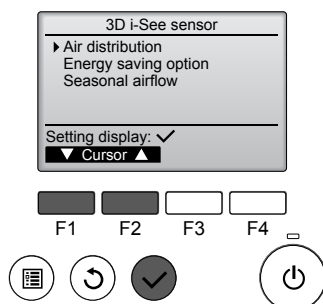 3D i-See sensor
Air distribution
Energy saving option
Seasonal airflow
Setting display: ✓
▼ Cursor ▲
F1 F2 F3 F4